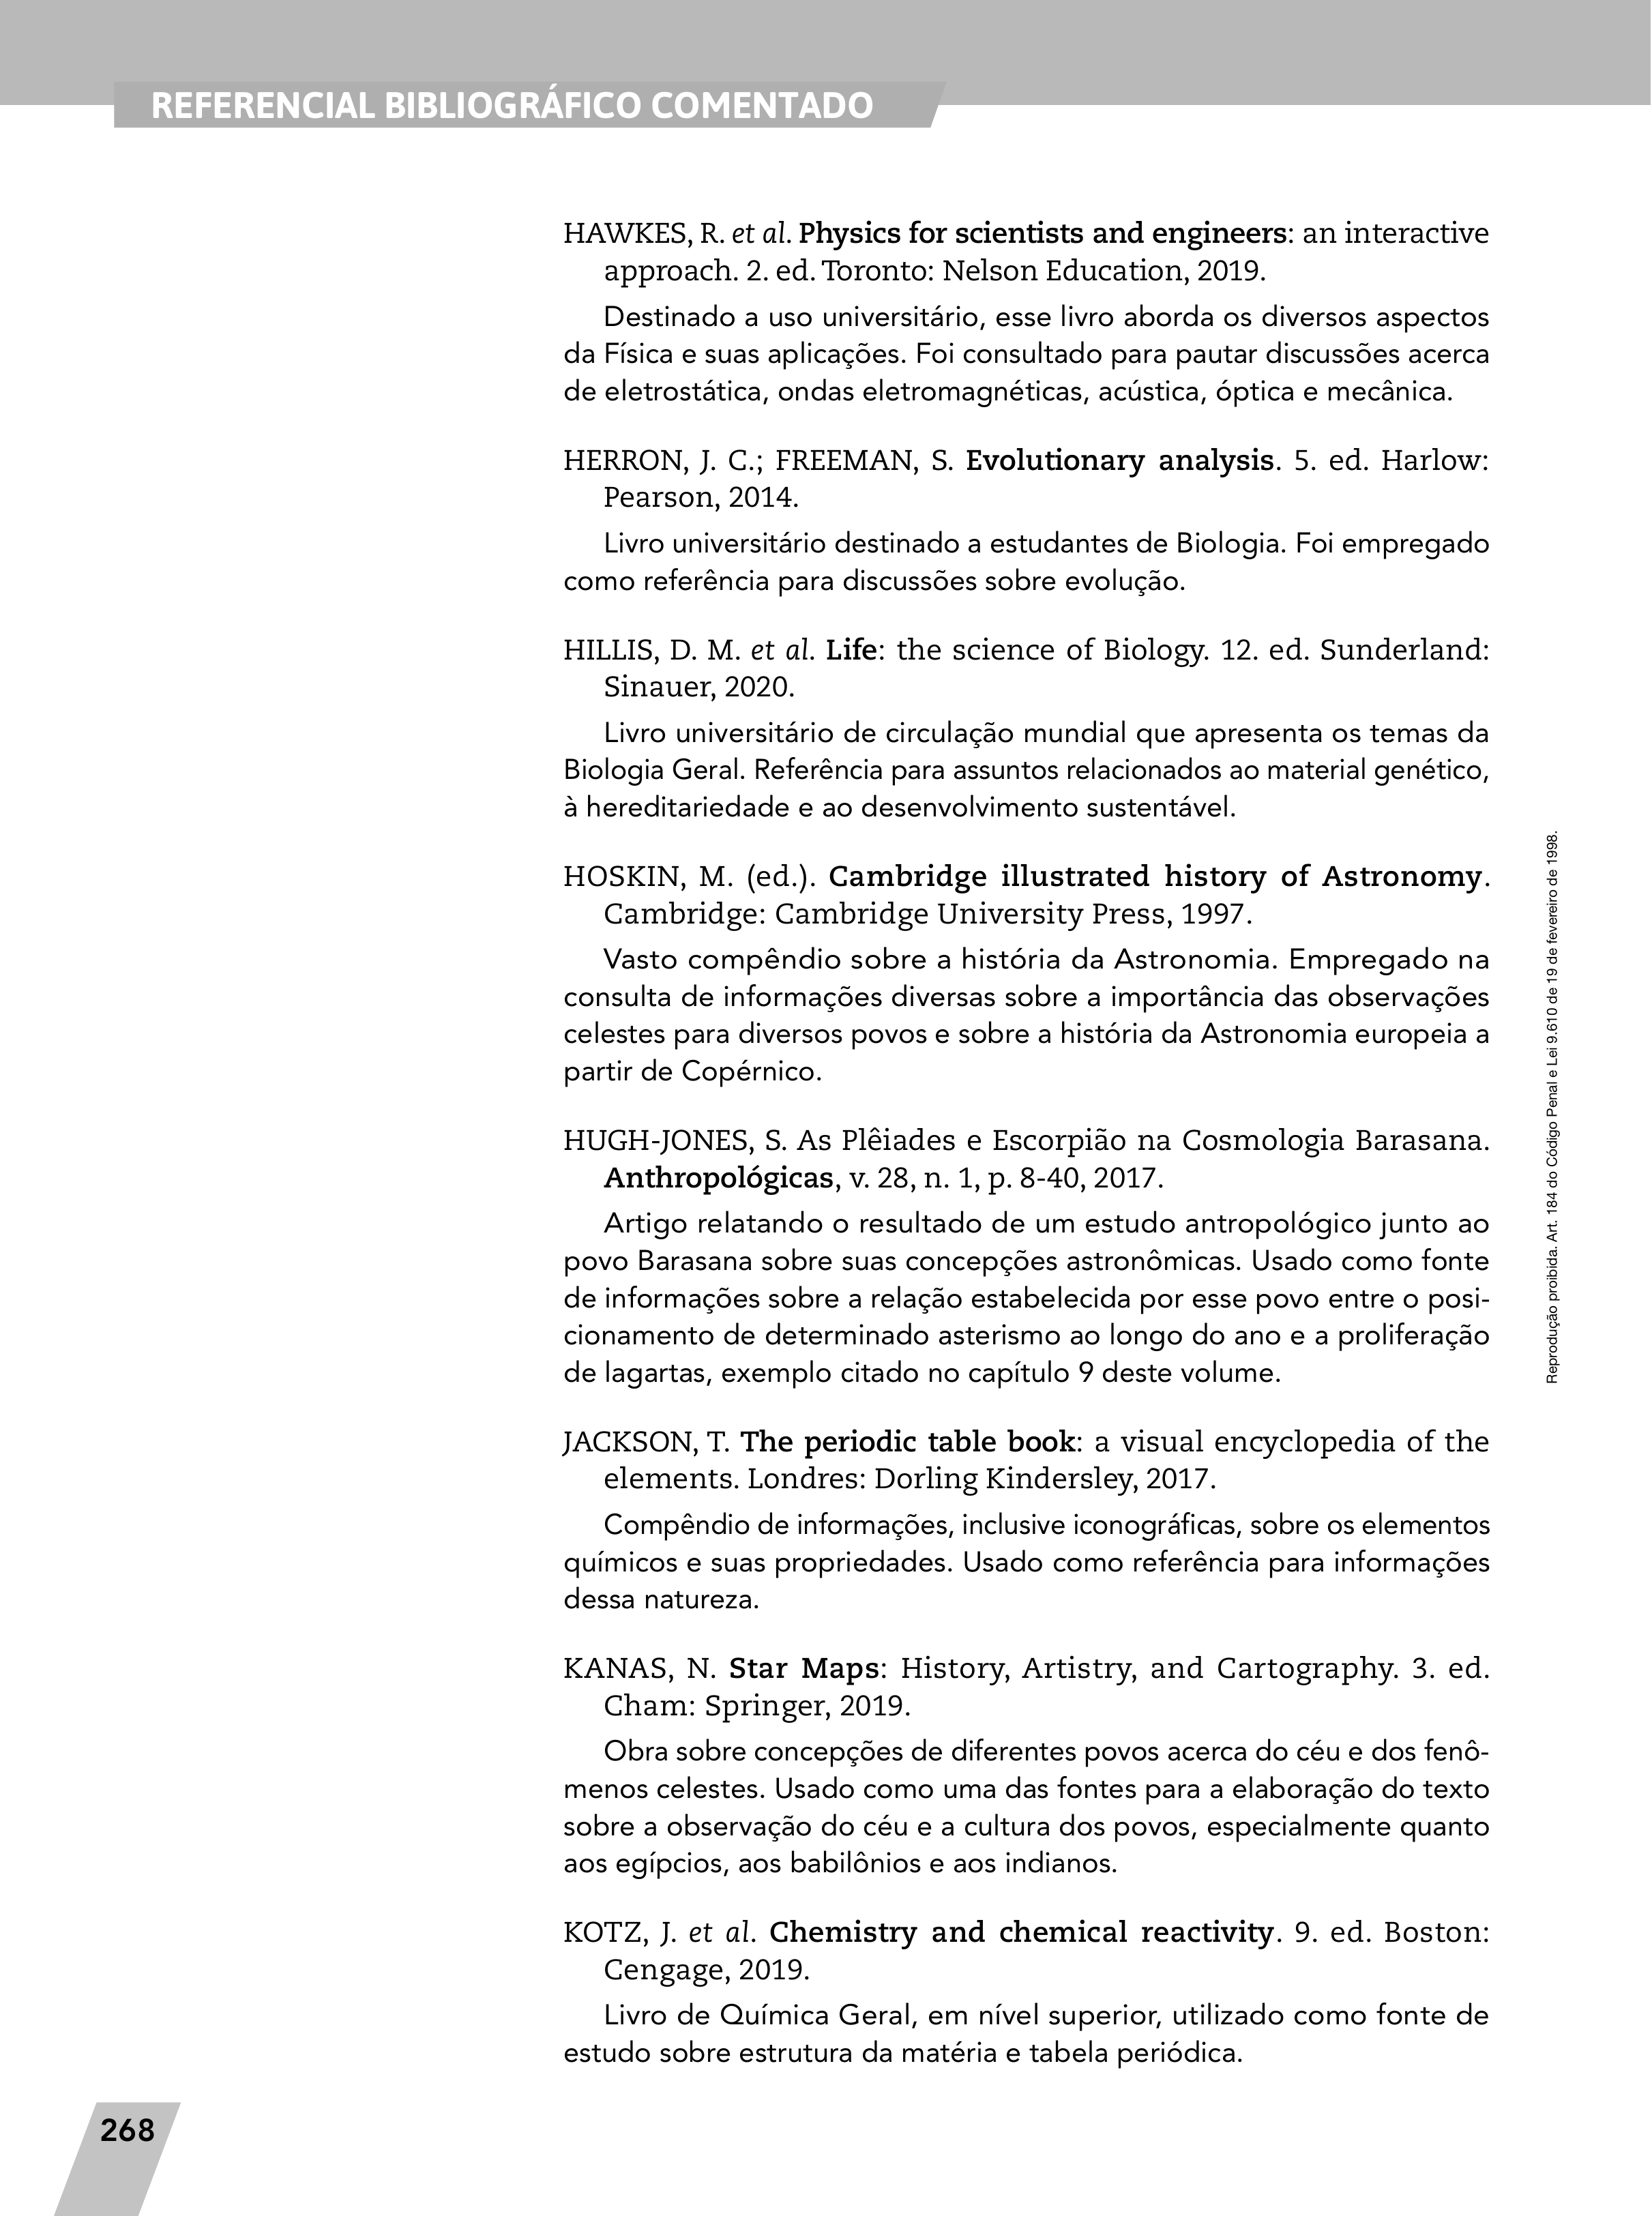 REFERENCIAL BIBLIOGRÁFICO COMENTADO
HAWKES, R. et al. Physics for scientists and engineers: an interactive
approach. 2. ed. Toronto: Nelson Education, 2019.
Destinado a uso universitário, esse livro aborda os diversos aspectos
da Física e suas aplicações. Foi consultado para pautar discussões acerca
de eletrostática, ondas eletromagnéticas, acústica, óptica e mecânica.
HERRON, J. C.; FREEMAN, S. Evolutionary analysis. 5. ed. Harlow:
Pearson, 2014.
Livro universitário destinado a estudantes de Biologia. Foi empregado
como referência para discussões sobre evolução.
HILLIS, D. M. et al. Life: the science of Biology. 12. ed. Sunderland:
Sinauer, 2020.
Livro universitário de circulação mundial que apresenta os temas da
Biologia Geral. Referência para assuntos relacionados ao material genético,
à hereditariedade e ao desenvolvimento sustentável.
HOSKIN, M. (ed.). Cambridge illustrated history of Astronomy.
Cambridge: Cambridge University Press, 1997.
Vasto compêndio sobre a história da Astronomia. Empregado na
consulta de informações diversas sobre a importância das observações
celestes para diversos povos e sobre a história da Astronomia europeia a
partir de Copérnico.
HUGH-JONES, S. As Plêiades e Escorpião na Cosmologia Barasana.
Anthropológicas, v. 28, n. 1, p. 8-40, 2017.
Artigo relatando o resultado de um estudo antropológico junto ao
povo Barasana sobre suas concepções astronômicas. Usado como fonte
de informações sobre a relação estabelecida por esse povo entre o posi-
cionamento de determinado asterismo ao longo do ano e a proliferação
de lagartas, exemplo citado no capítulo 9 deste volume.
JACKSON, T. The periodic table book: a visual encyclopedia of the
elements. Londres: Dorling Kindersley, 2017.
Compêndio de informações, inclusive iconográficas, sobre os elementos
químicos e suas propriedades. Usado como referência para informações
dessa natureza.
KANAS, N. Star Maps: History, Artistry, and Cartography. 3. ed.
Cham: Springer, 2019.
Obra sobre concepções de diferentes povos acerca do céu e dos fenô-
menos celestes. Usado como uma das fontes para a elaboração do texto
sobre a observação do céu e a cultura dos povos, especialmente quanto
aos egípcios, aos babilônios e aos indianos.
KOTZ, J. et al. Chemistry and chemical reactivity. 9. ed. Boston:
Cengage, 2019.
Livro de Química Geral, em nível superior, utilizado como fonte de
estudo sobre estrutura da matéria e tabela periódica.
Reprodução proibida. Art. 184 do Código Penal e Lei 9.610 de 19 de fevereiro de 1998.
268